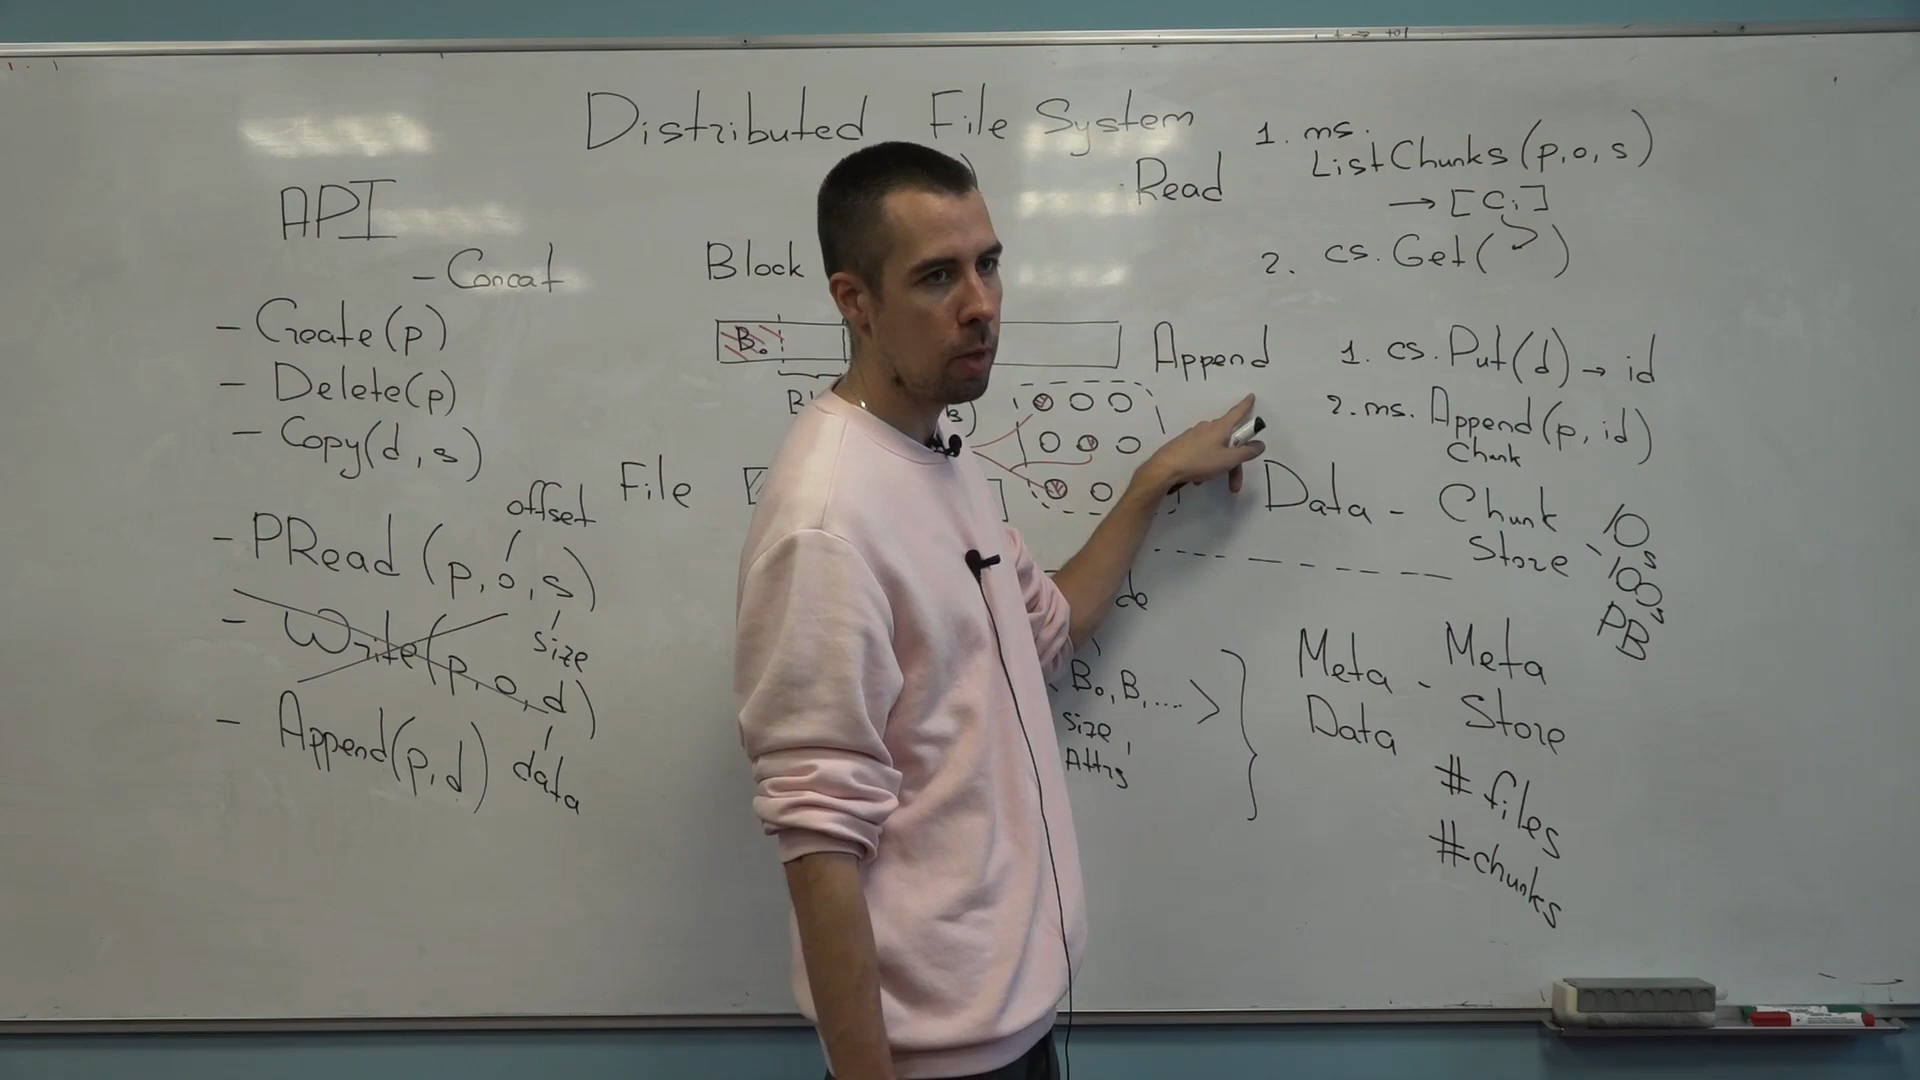 Distributed File System
API
- Concat
- Create(p)
- Delete(p)
- Copy(d,s)
offset
- PRead(p,o,s)
size
- Write(p,o,d)
- Append(p,d)
data
Block
B₀
File
B₀, B, .... >
size,
Attrs
Read
1. ms.
ListChunks(p,o,s)
→ [Cᵢ]
2. cs.Get( )
Append
1. cs.Put(d) → id
2. ms.Append(p, id)
Chunk
Data - Chunk
Store
10s
100s
PB
Meta - Meta
Data Store
# files
# chunks